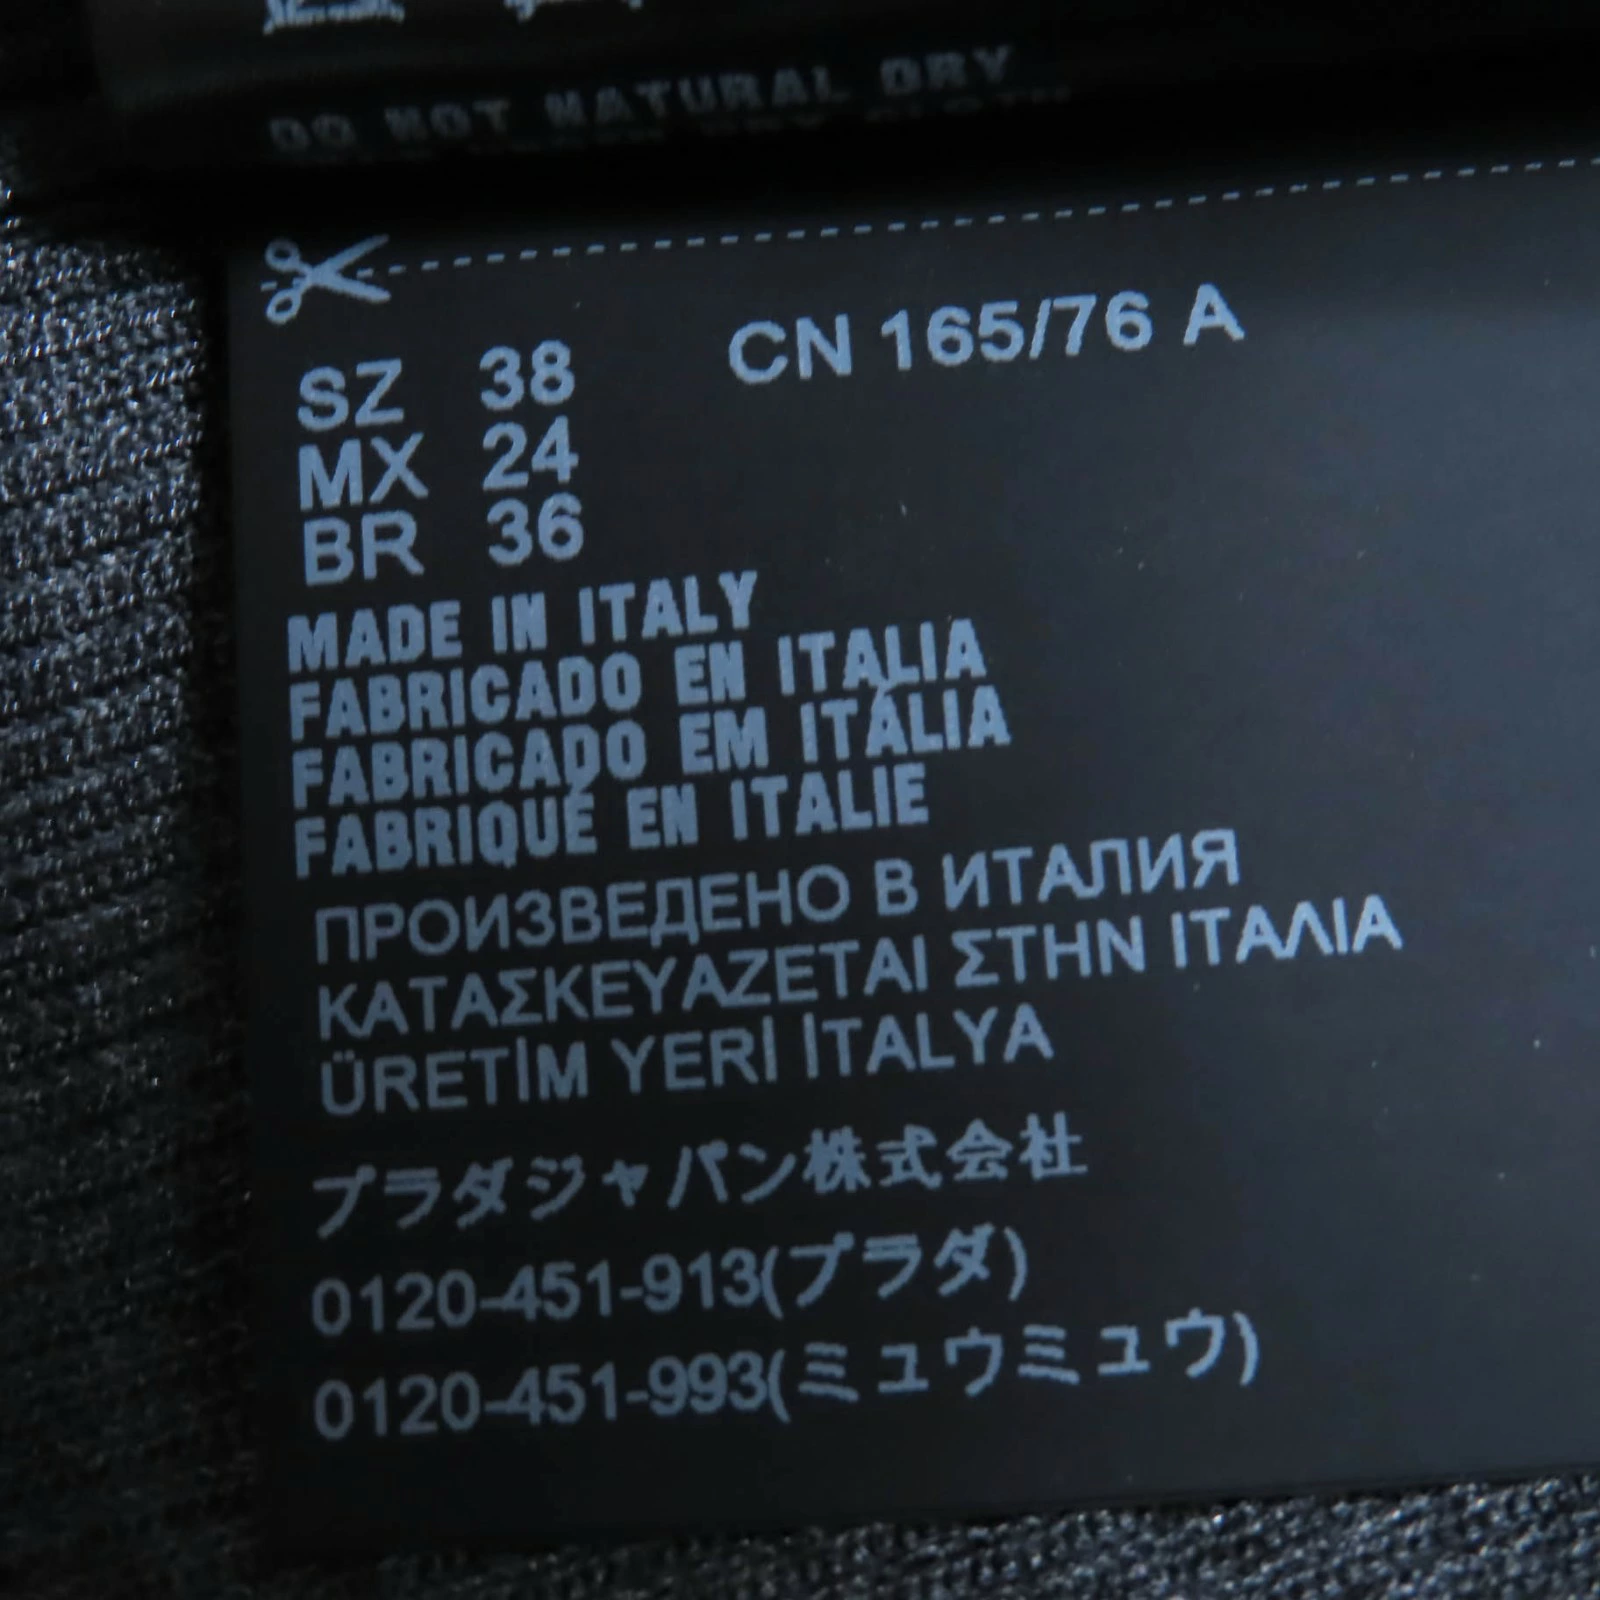 DO NOT NATURAL DRY
SZ 38 CN 165/76 A
MX 24
BR 36
MADE IN ITALY
FABRICADO EN ITALIA
FABRICADO EM ITÁLIA
FABRIQUÉ EN ITALIE
ПРОИЗВЕДЕНО В ИТАЛИЯ
ΚΑΤΑΣΚΕΥΑΖΕΤΑΙ ΣΤΗΝ ΙΤΑΛΙΑ
ÜRETİM YERİ İTALYA
プラダジャパン株式会社
0120-451-913(プラダ)
0120-451-993(ミュウミュウ)